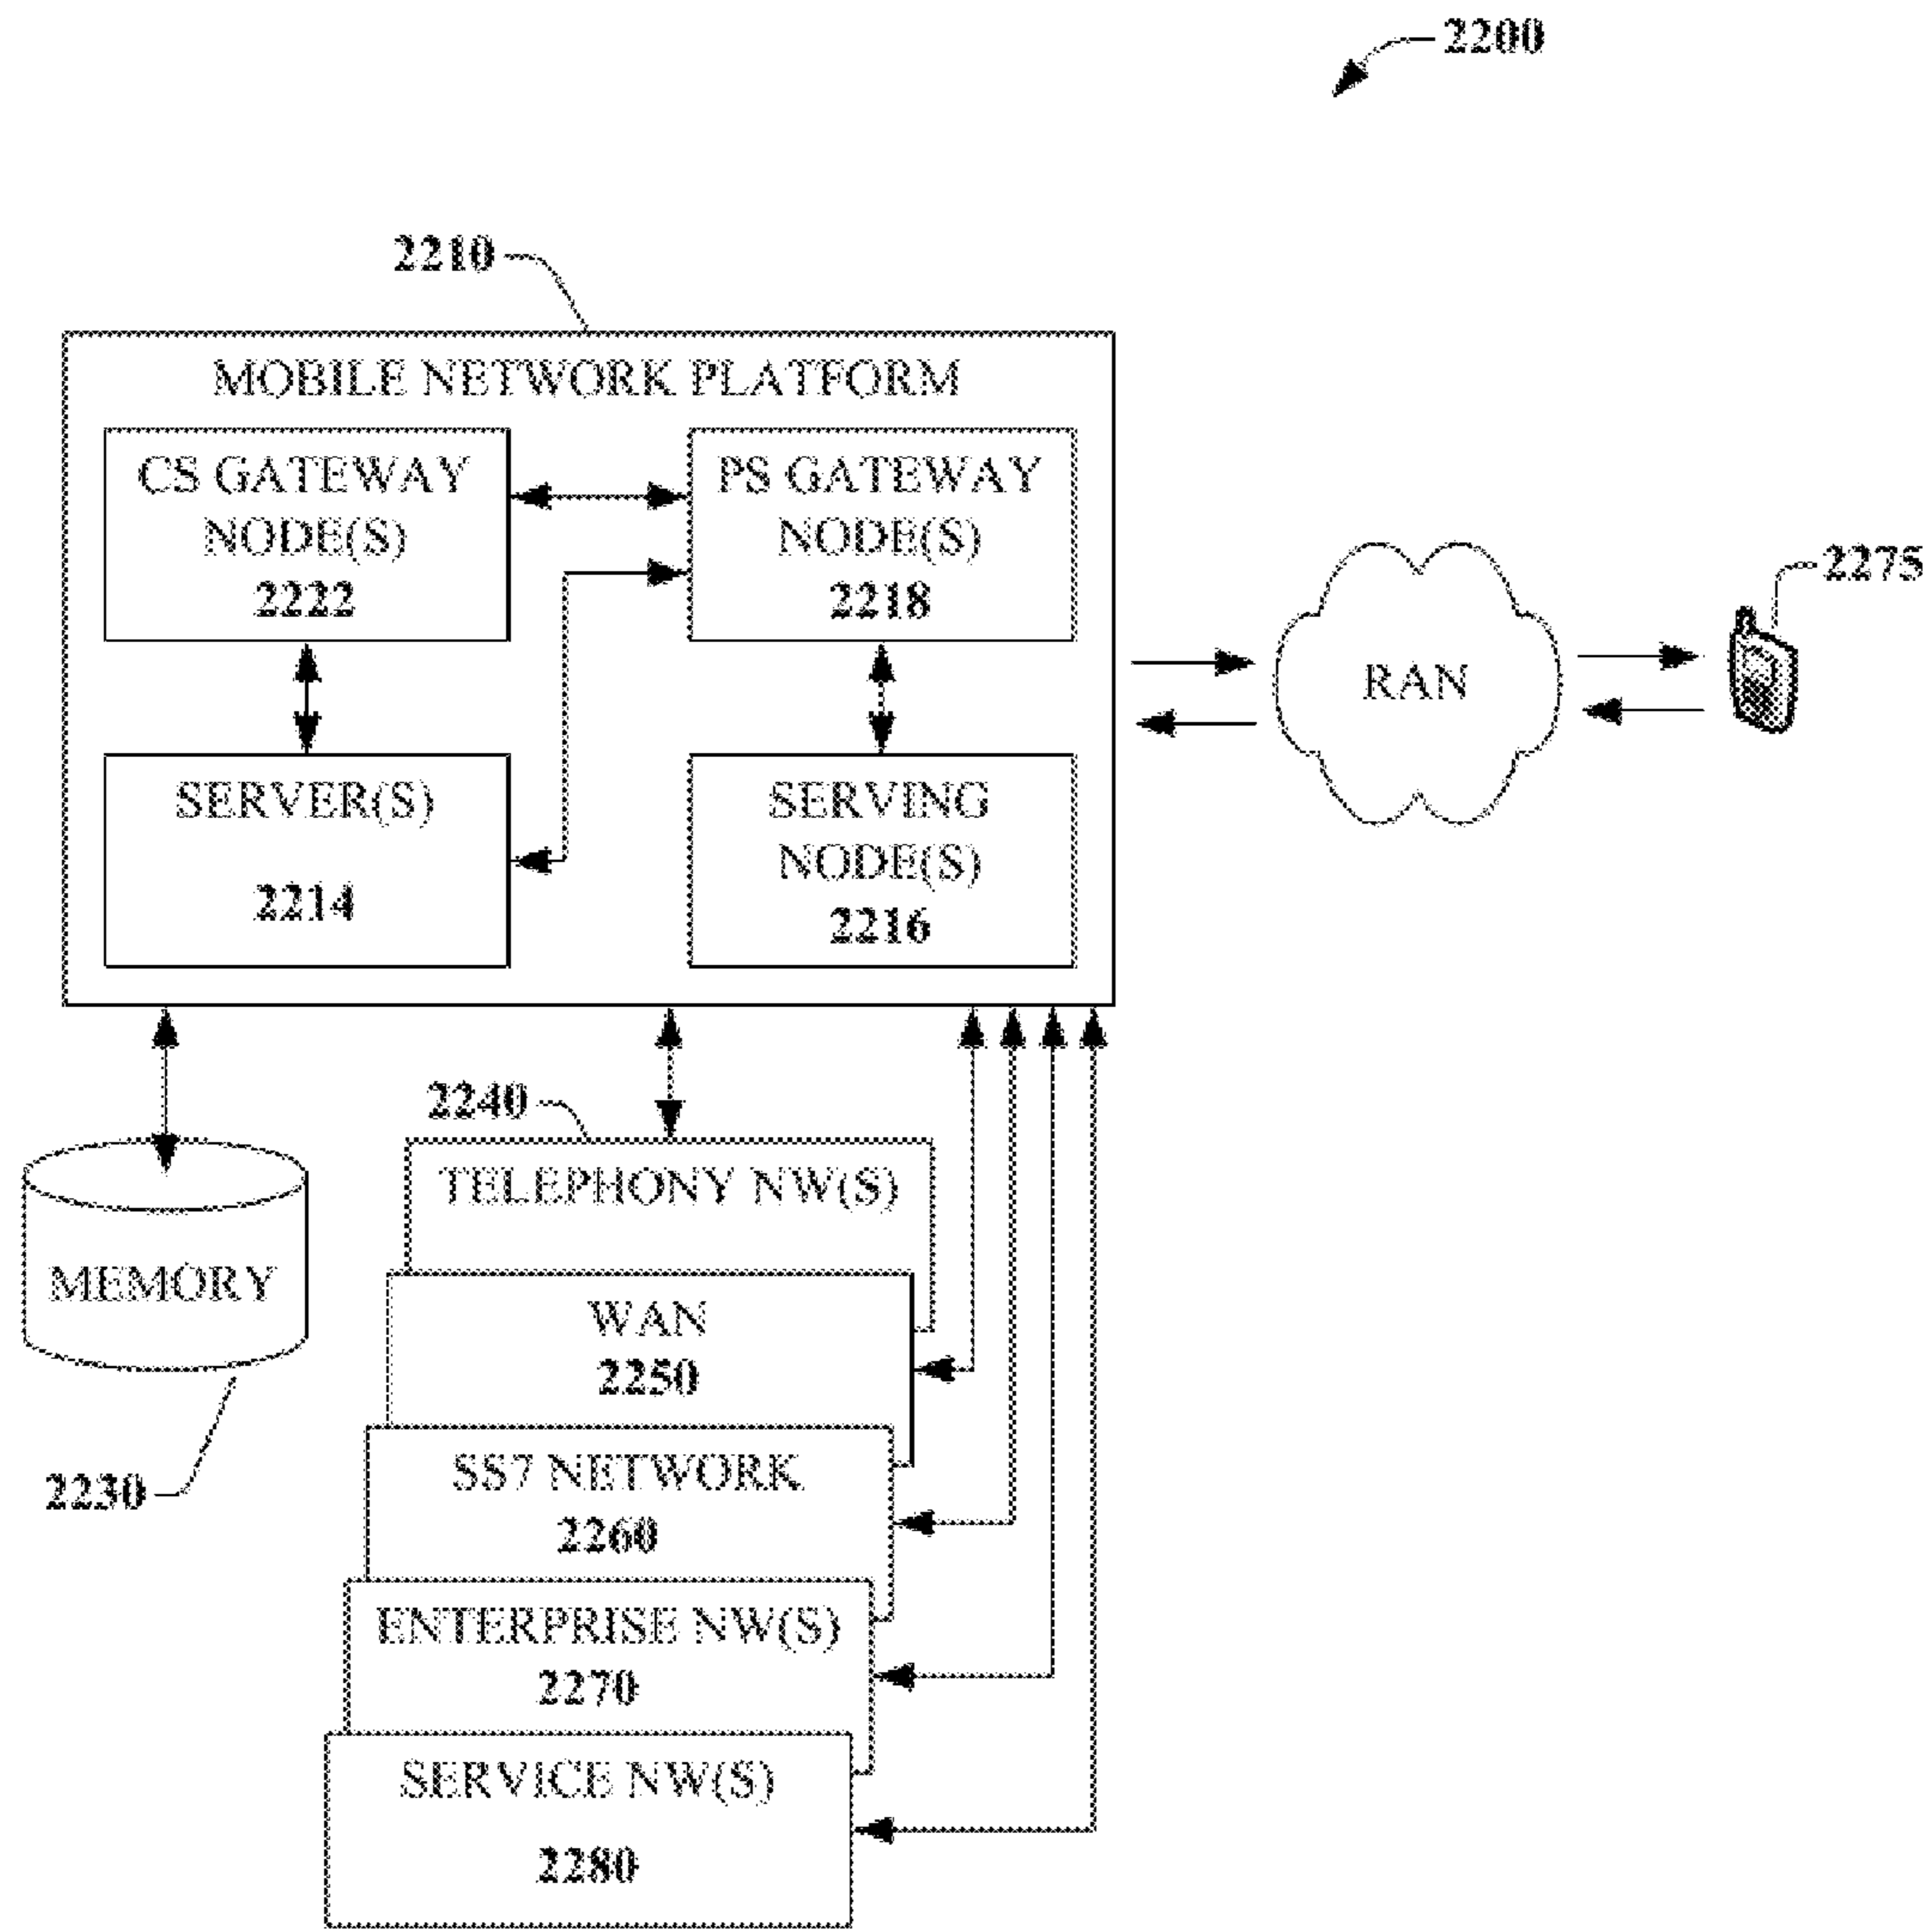 2200
2210
MOBILE NETWORK PLATFORM
CS GATEWAY
NODE(S)
2222
PS GATEWAY
NODE(S)
2218
SERVER(S)
2214
SERVING
NODE(S)
2216
RAN
2275
2240
TELEPHONY NW(S)
MEMORY
2230
WAN
2250
SS7 NETWORK
2260
ENTERPRISE NW(S)
2270
SERVICE NW(S)
2280